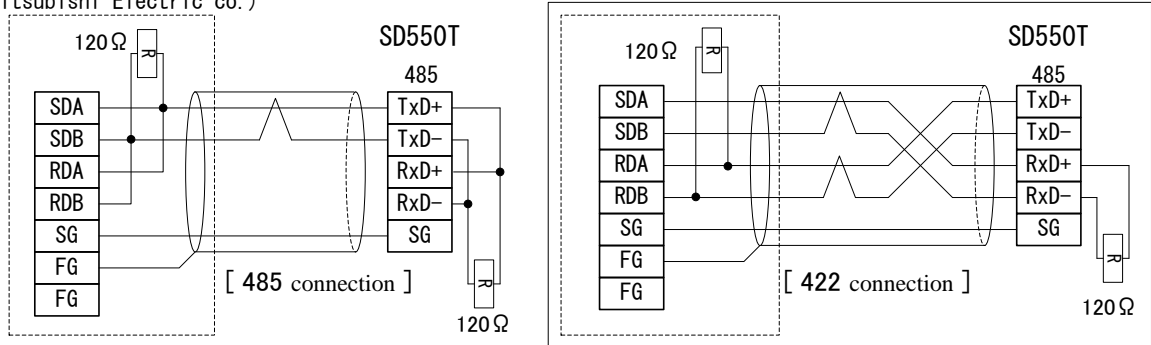 itsubishi Electric co.)
120Ω
R
SD550T
485
SDA
SDB
RDA
RDB
SG
FG
FG
TxD+
TxD-
RxD+
RxD-
SG
[ 485 connection ]
R
120Ω
120Ω
R
SD550T
485
SDA
SDB
RDA
RDB
SG
FG
FG
TxD+
TxD-
RxD+
RxD-
SG
[ 422 connection ]
R
120Ω